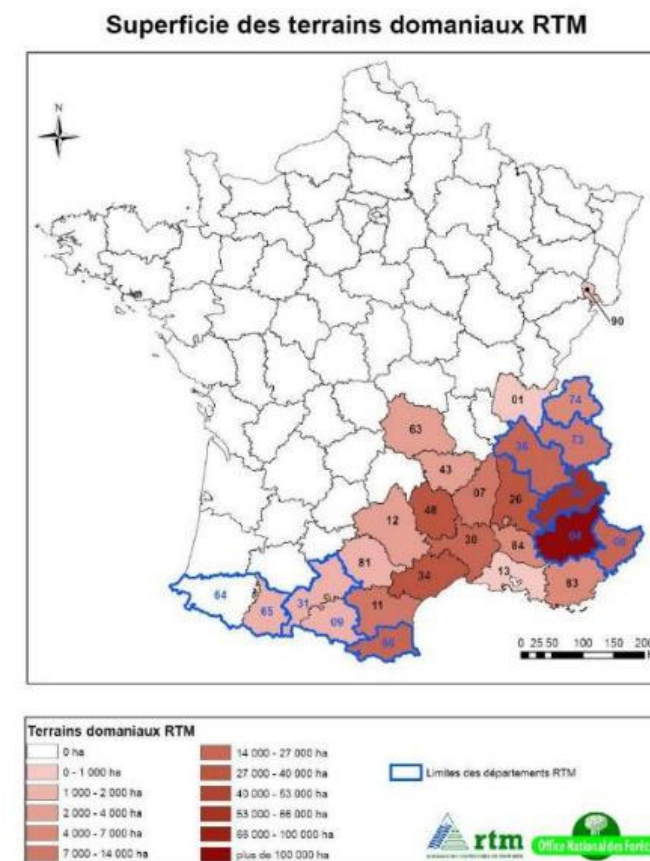 Superficie des terrains domaniaux RTM
N
90
01
74
63
38
73
43
07
26
48
12
04
06
30
84
81
34
13
83
64
65
31
09
11
66
0 25 50 100 150 200
Terrains domaniaux RTM
0 ha
0 - 1 000 ha
1 000 - 2 000 ha
2 000 - 4 000 ha
4 000 - 7 000 ha
7 000 - 14 000 ha
14 000 - 27 000 ha
27 000 - 40 000 ha
40 000 - 53 000 ha
53 000 - 66 000 ha
66 000 - 100 000 ha
plus de 100 000 ha
Limites des départements RTM
rtm
Office National des Forêts